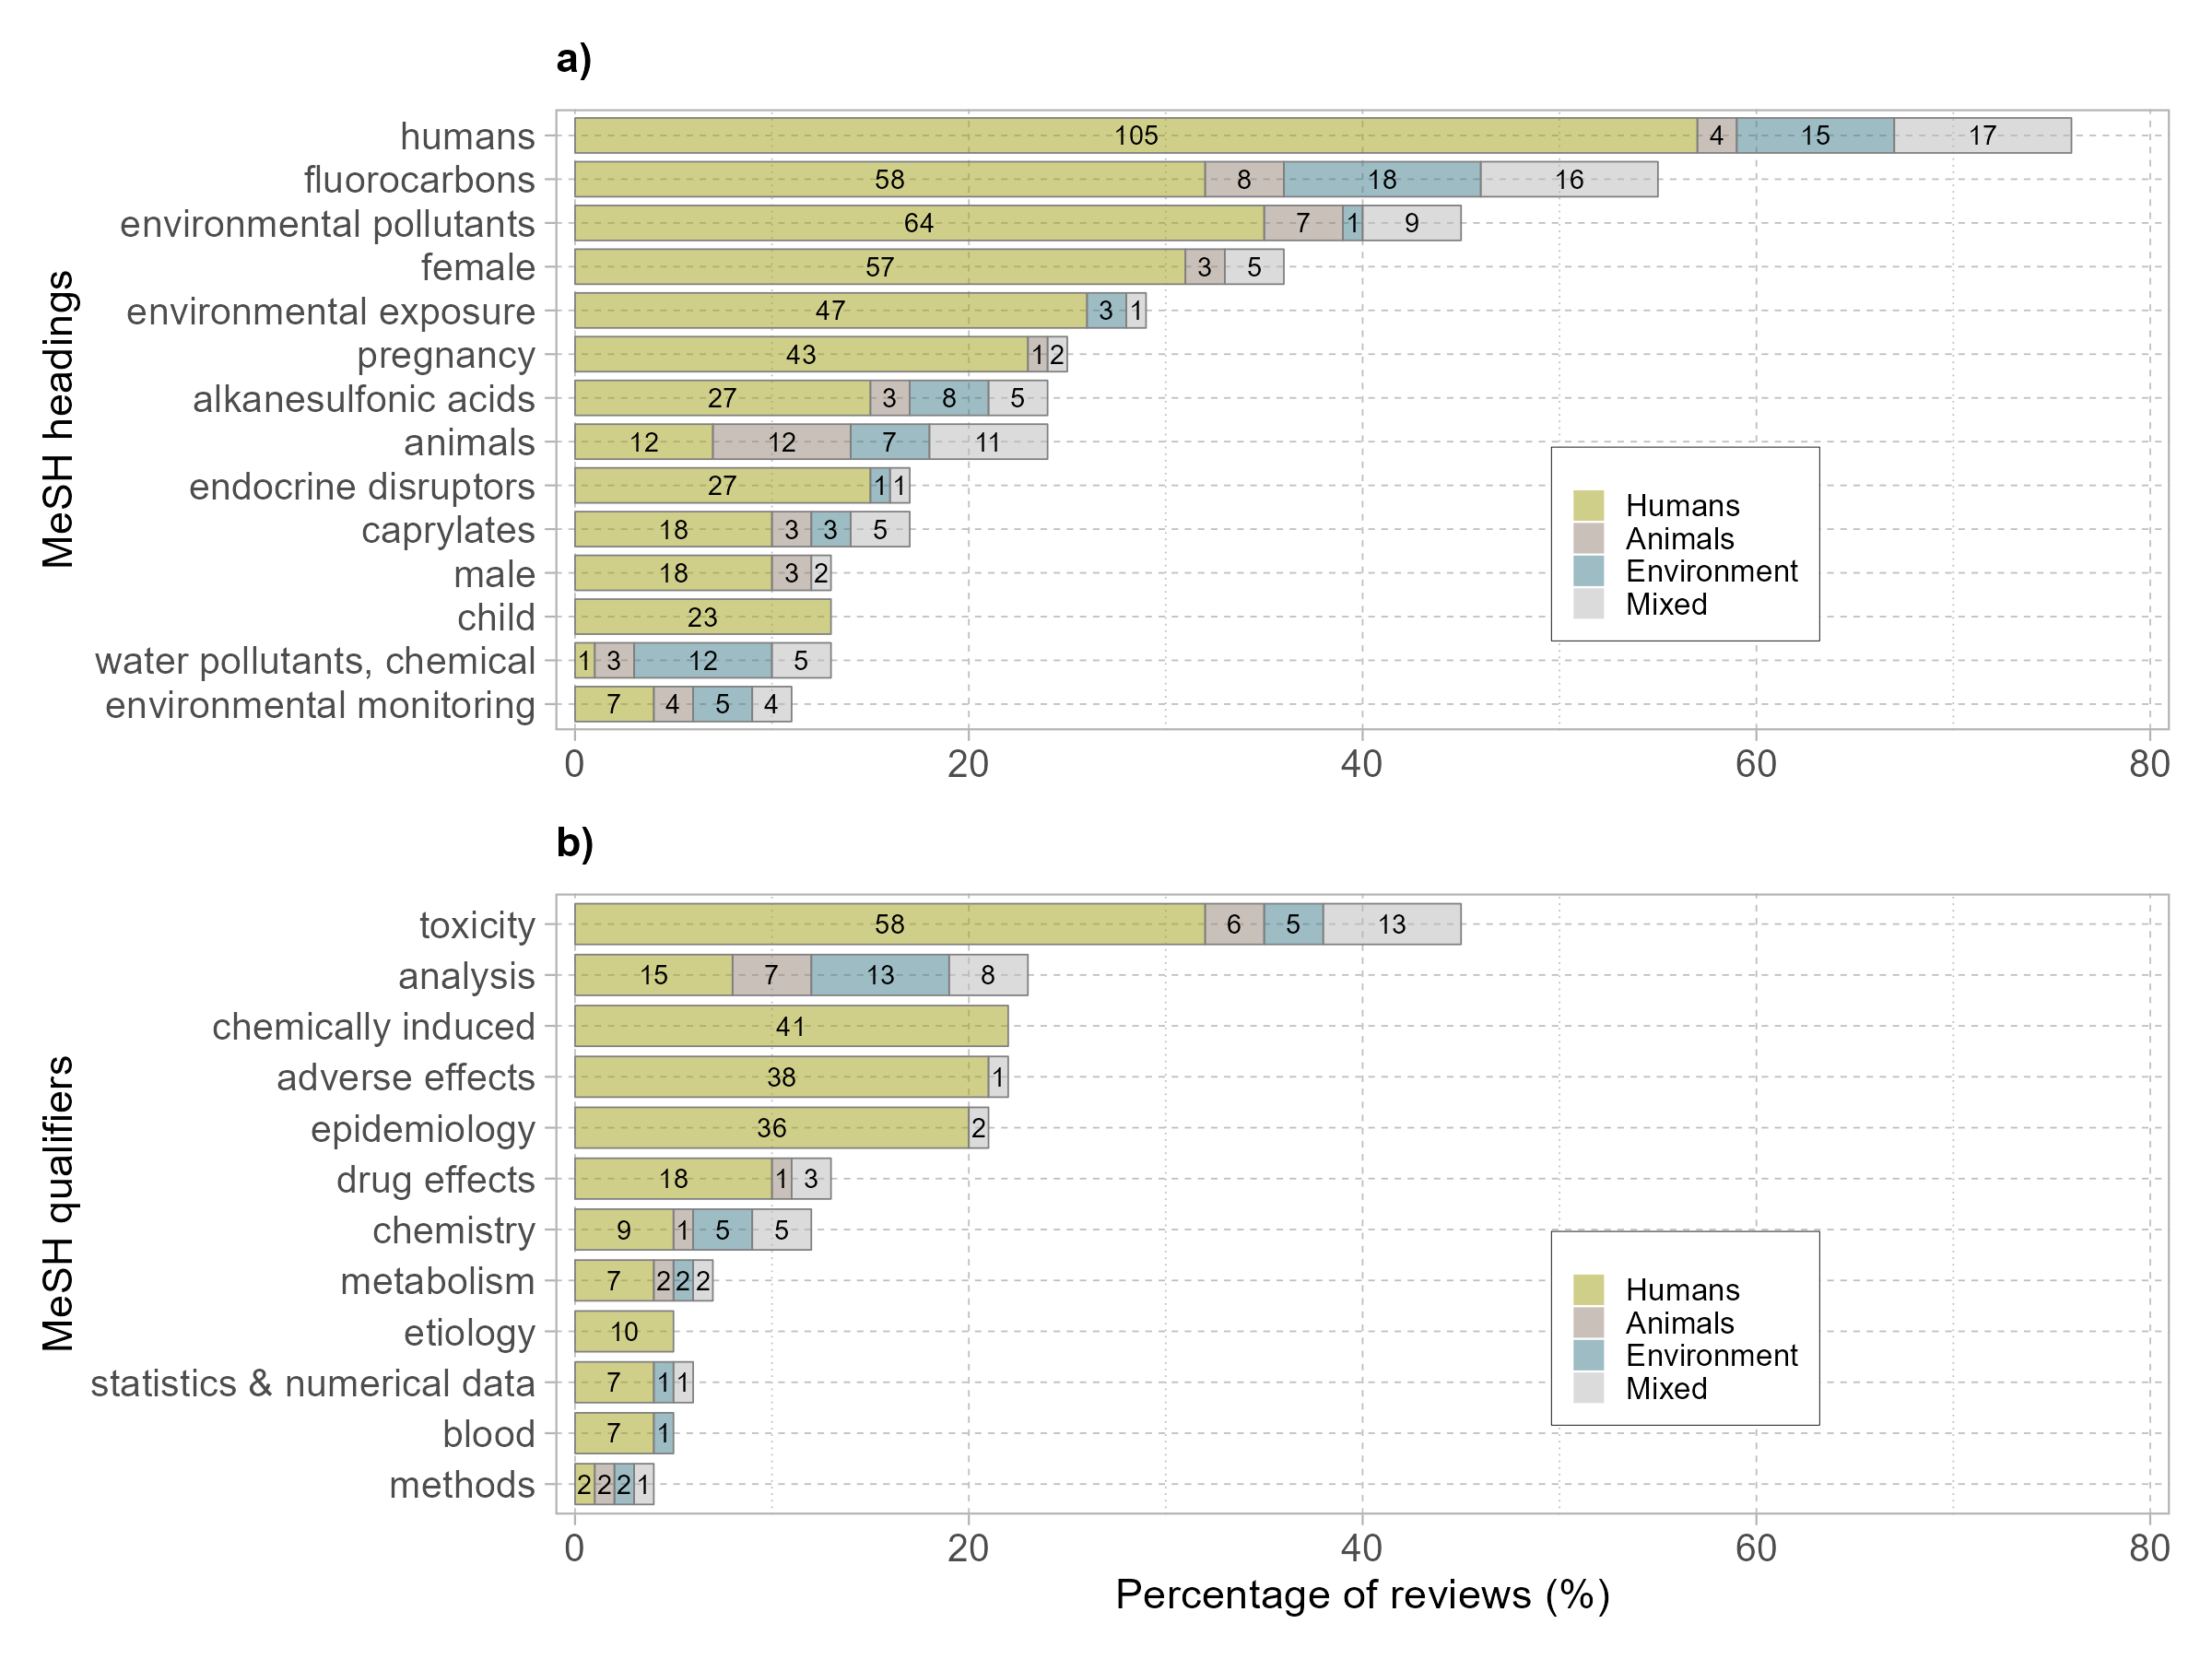 a)
MeSH headings
humans 105 4 15 17
fluorocarbons 58 8 18 16
environmental pollutants 64 7 1 9
female 57 3 5
environmental exposure 47 3 1
pregnancy 43 1 2
alkanesulfonic acids 27 3 8 5
animals 12 12 7 11
endocrine disruptors 27 1 1
caprylates 18 3 3 5
male 18 3 2
child 23
water pollutants, chemical 1 3 12 5
environmental monitoring 7 4 5 4
Humans
Animals
Environment
Mixed
0 20 40 60 80
b)
MeSH qualifiers
toxicity 58 6 5 13
analysis 15 7 13 8
chemically induced 41
adverse effects 38 1
epidemiology 36 2
drug effects 18 1 3
chemistry 9 1 5 5
metabolism 7 2 2 2
etiology 10
statistics & numerical data 7 1 1
blood 7 1
methods 2 2 2 1
Humans
Animals
Environment
Mixed
0 20 40 60 80
Percentage of reviews (%)